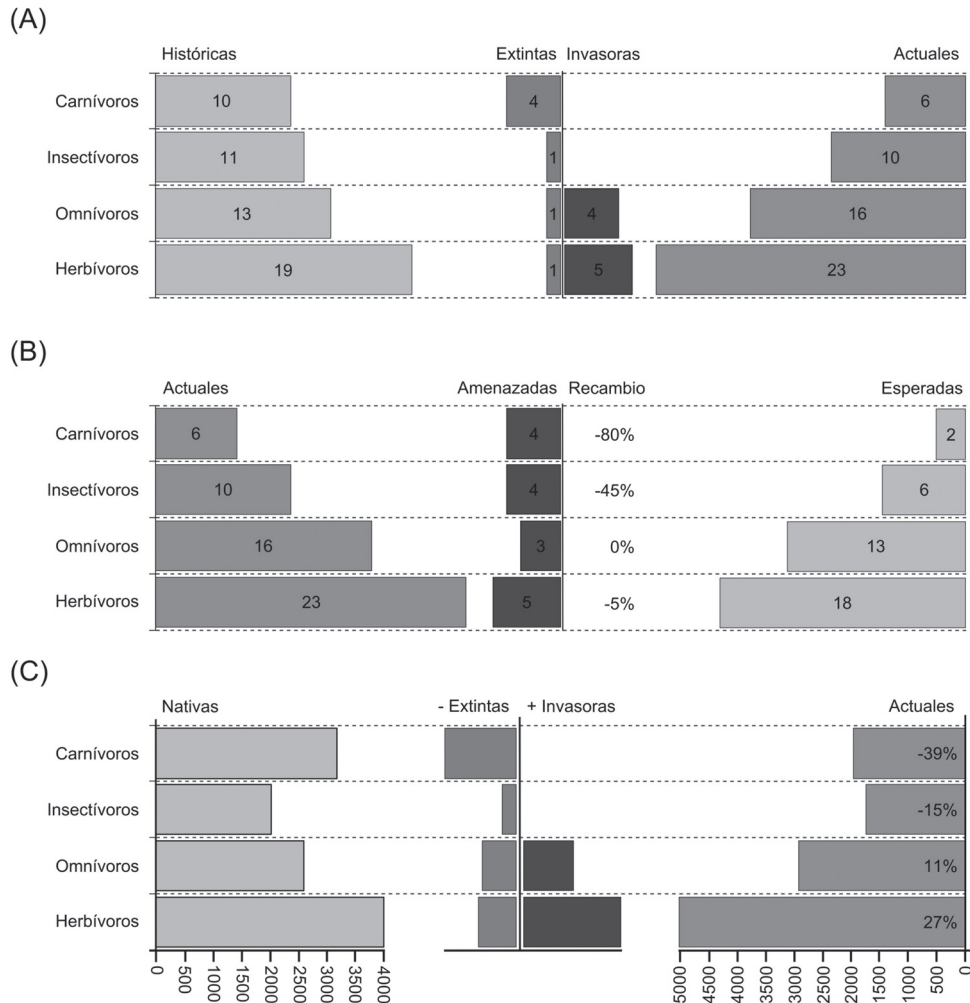 (A)
Históricas Extintas Invasoras Actuales
Carnívoros 10 4 6
Insectívoros 11 1 10
Omnívoros 13 1 4 16
Herbívoros 19 1 5 23
(B)
Actuales Amenazadas Recambio Esperadas
Carnívoros 6 4 -80% 2
Insectívoros 10 4 -45% 6
Omnívoros 16 3 0% 13
Herbívoros 23 5 -5% 18
(C)
Nativas - Extintas + Invasoras Actuales
Carnívoros -39%
Insectívoros -15%
Omnívoros 11%
Herbívoros 27%
0 500 1000 1500 2000 2500 3000 3500 4000 5000 4500 4000 3500 3000 2500 2000 1500 1000 500 0